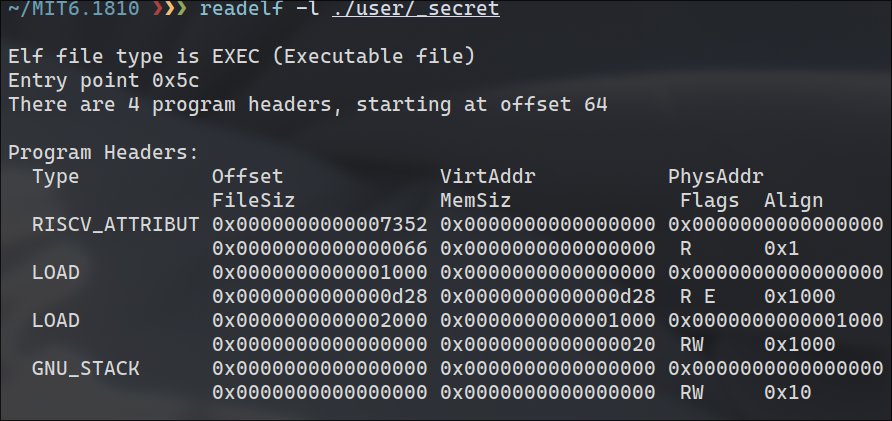 ~/MIT6.1810 ❯❯❯ readelf -l ./user/_secret
Elf file type is EXEC (Executable file)
Entry point 0x5c
There are 4 program headers, starting at offset 64
Program Headers:
  Type           Offset             VirtAddr           PhysAddr
                 FileSiz            MemSiz              Flags  Align
  RISCV_ATTRIBUT 0x0000000000007352 0x0000000000000000 0x0000000000000000
                 0x0000000000000066 0x0000000000000000  R      0x1
  LOAD           0x0000000000001000 0x0000000000000000 0x0000000000000000
                 0x0000000000000d28 0x0000000000000d28  R E    0x1000
  LOAD           0x0000000000002000 0x0000000000001000 0x0000000000001000
                 0x0000000000000000 0x0000000000000020  RW     0x1000
  GNU_STACK      0x0000000000000000 0x0000000000000000 0x0000000000000000
                 0x0000000000000000 0x0000000000000000  RW     0x10